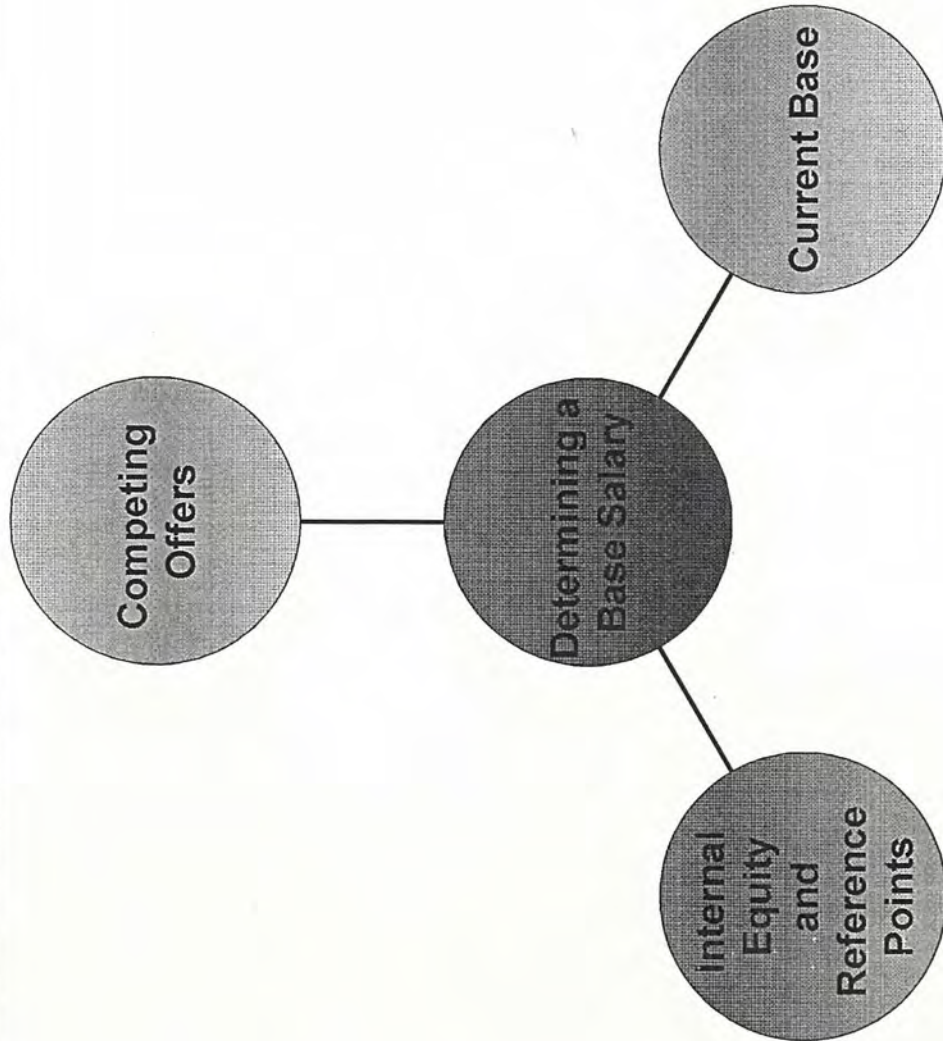 Competing
Offers
Determining a
Base Salary
Internal
Equity
and
Reference
Points
Current Base